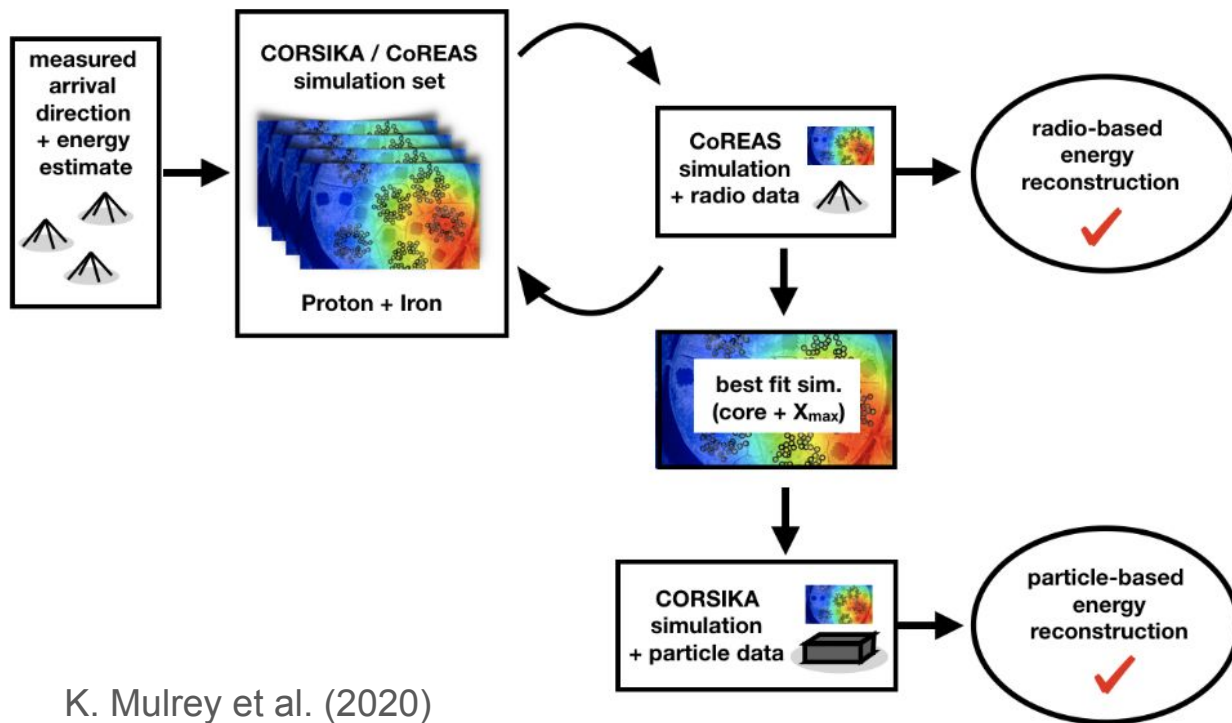 measured
arrival
direction
+ energy
estimate
CORSIKA / CoREAS
simulation set
Proton + Iron
CoREAS
simulation
+ radio data
radio-based
energy
reconstruction
best fit sim.
(core + Xmax)
CORSIKA
simulation
+ particle data
particle-based
energy
reconstruction
K. Mulrey et al. (2020)